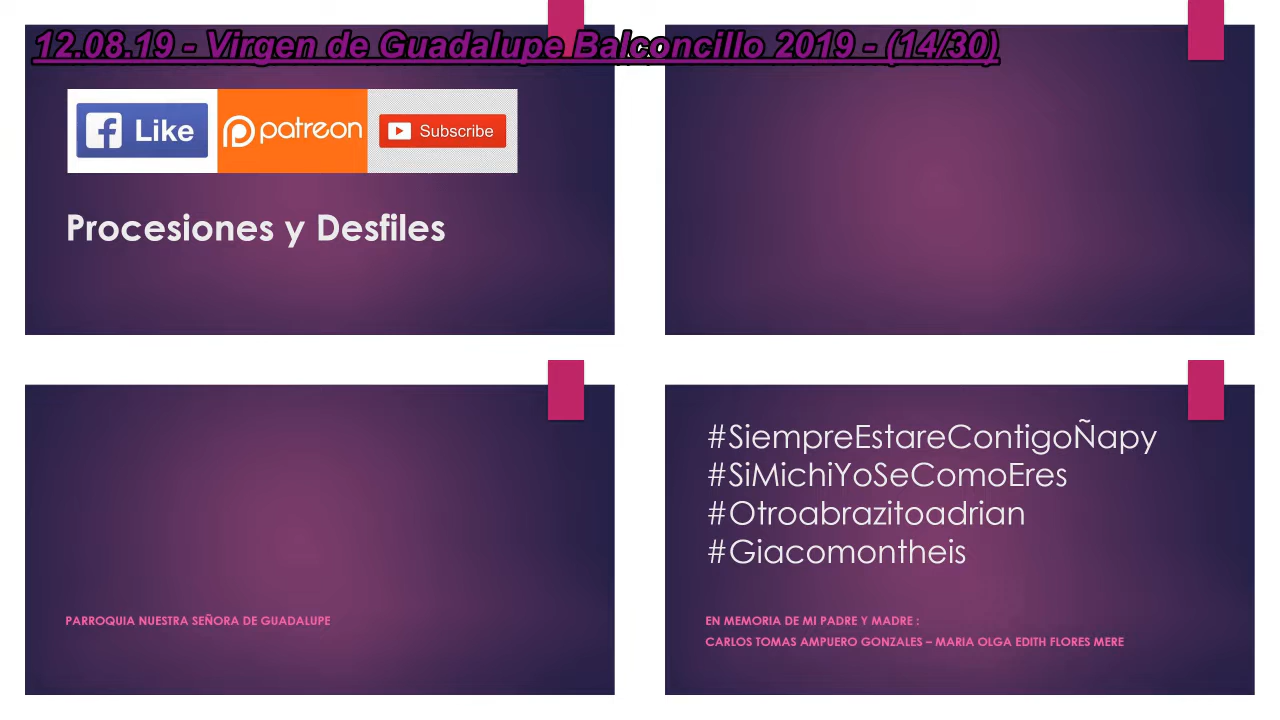 12.08.19 - Virgen de Guadalupe Balconcillo 2019 - (14/30)
Like patreon Subscribe
Procesiones y Desfiles
PARROQUIA NUESTRA SEÑORA DE GUADALUPE
#SiempreEstareContigoÑapy
#SiMichiYoSeComoEres
#Otroabrazitoadrian
#Giacomontheis
EN MEMORIA DE MI PADRE Y MADRE :
CARLOS TOMAS AMPUERO GONZALES – MARIA OLGA EDITH FLORES MERE